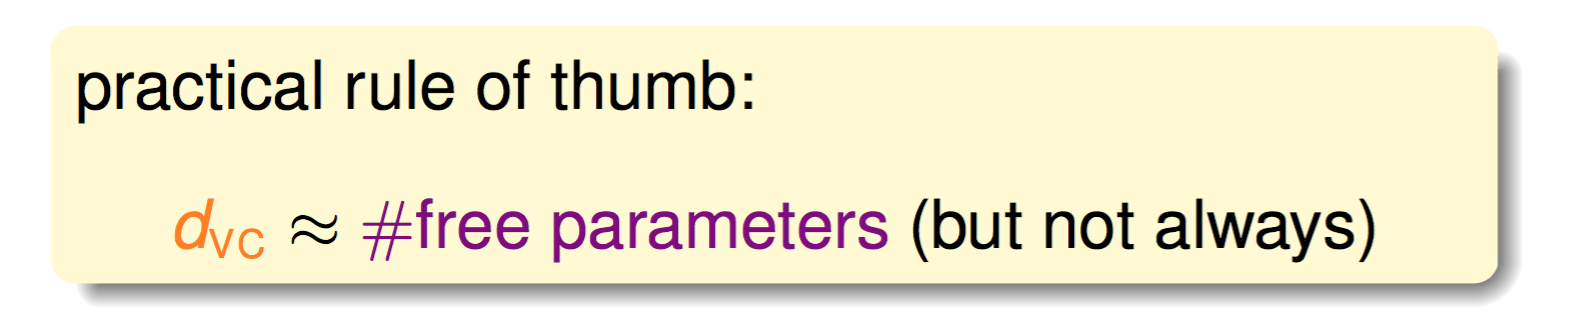 practical rule of thumb:
d_VC ≈ #free parameters (but not always)